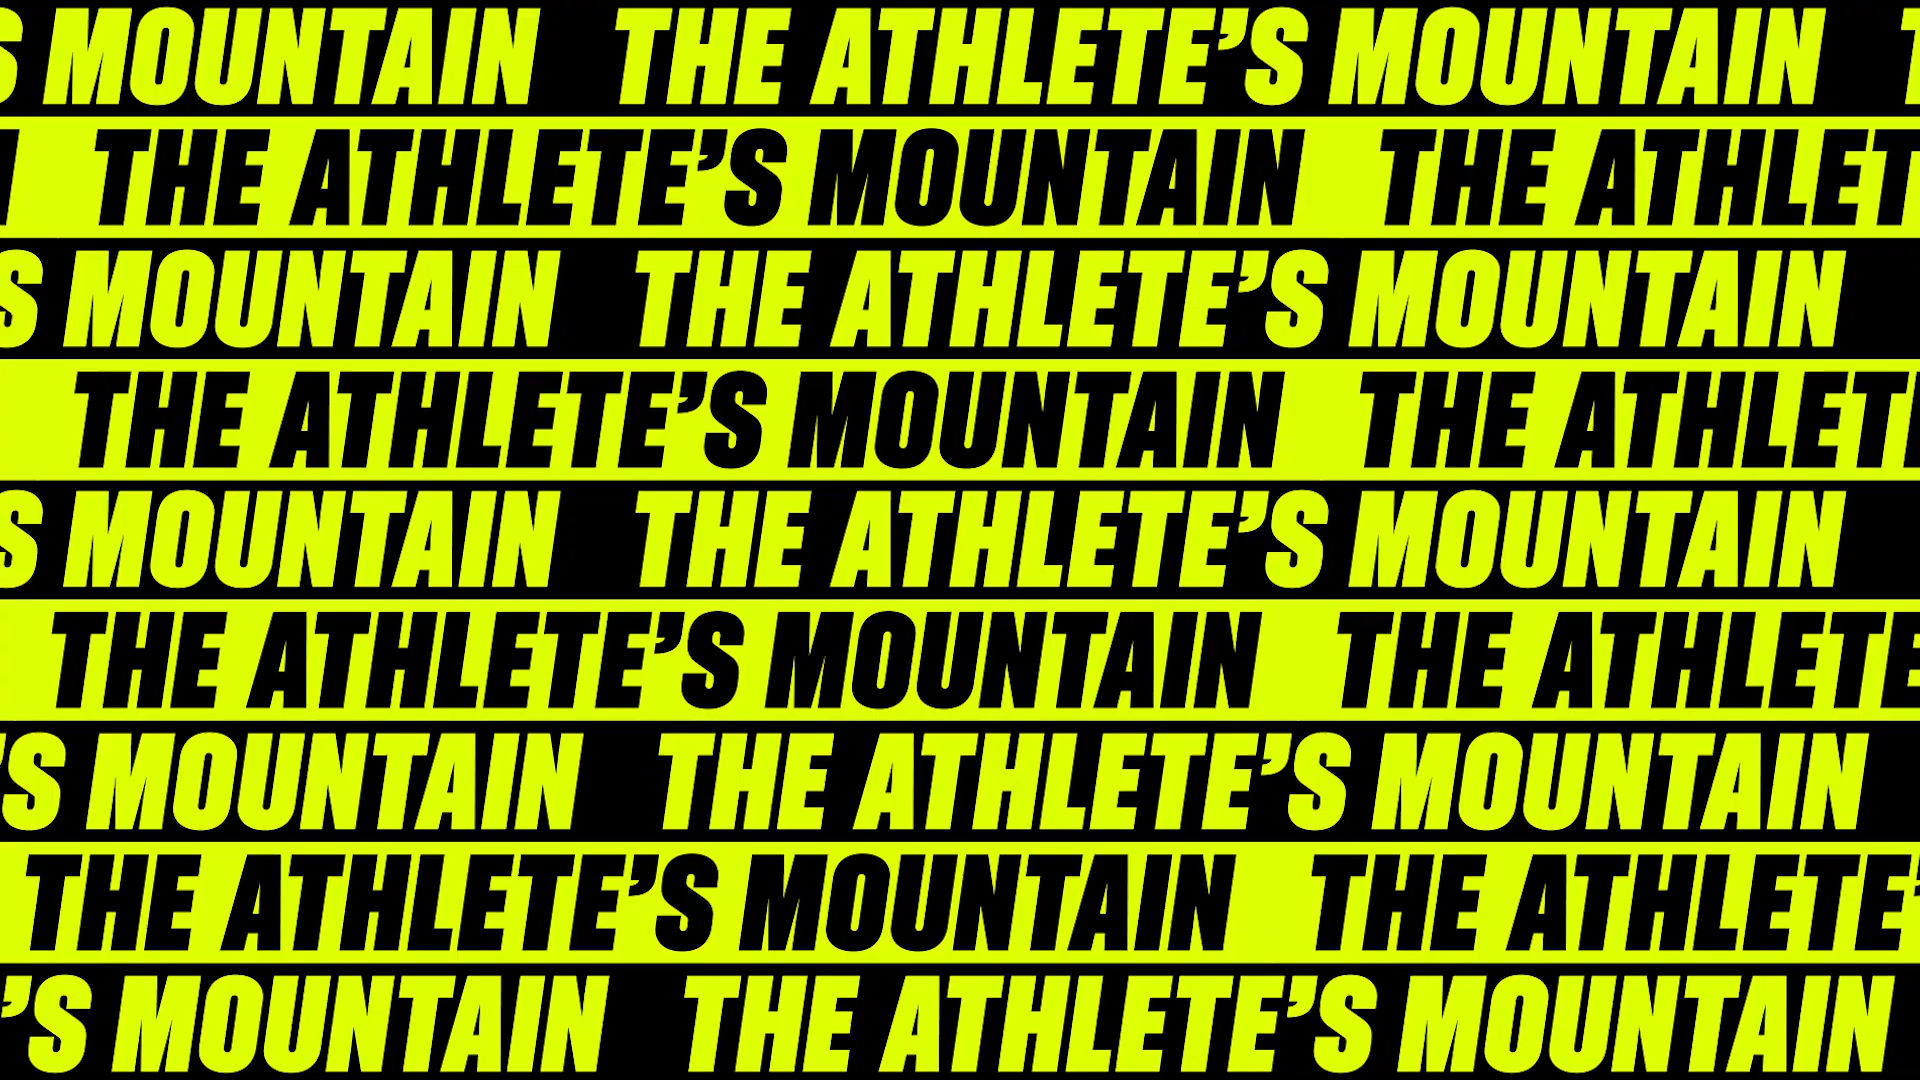 S MOUNTAIN THE ATHLETE’S MOUNTAIN T
THE ATHLETE’S MOUNTAIN THE ATHLET
S MOUNTAIN THE ATHLETE’S MOUNTAIN
THE ATHLETE’S MOUNTAIN THE ATHLET
S MOUNTAIN THE ATHLETE’S MOUNTAIN
THE ATHLETE’S MOUNTAIN THE ATHLETE
’S MOUNTAIN THE ATHLETE’S MOUNTAIN
THE ATHLETE’S MOUNTAIN THE ATHLETE’
’S MOUNTAIN THE ATHLETE’S MOUNTAIN